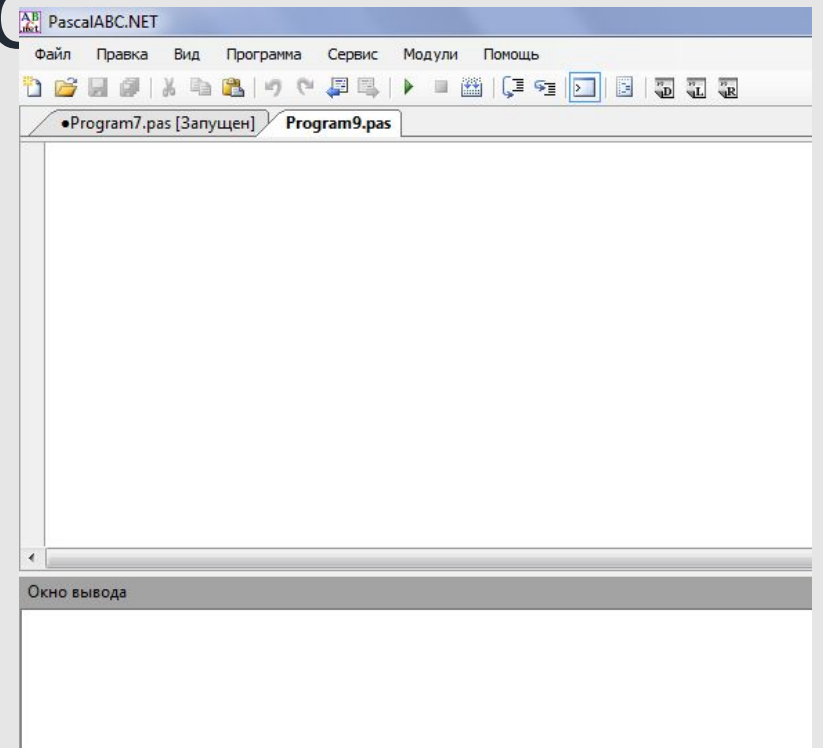 PascalABC.NET
Файл Правка Вид Программа Сервис Модули Помощь
•Program7.pas [Запущен] Program9.pas
Окно вывода